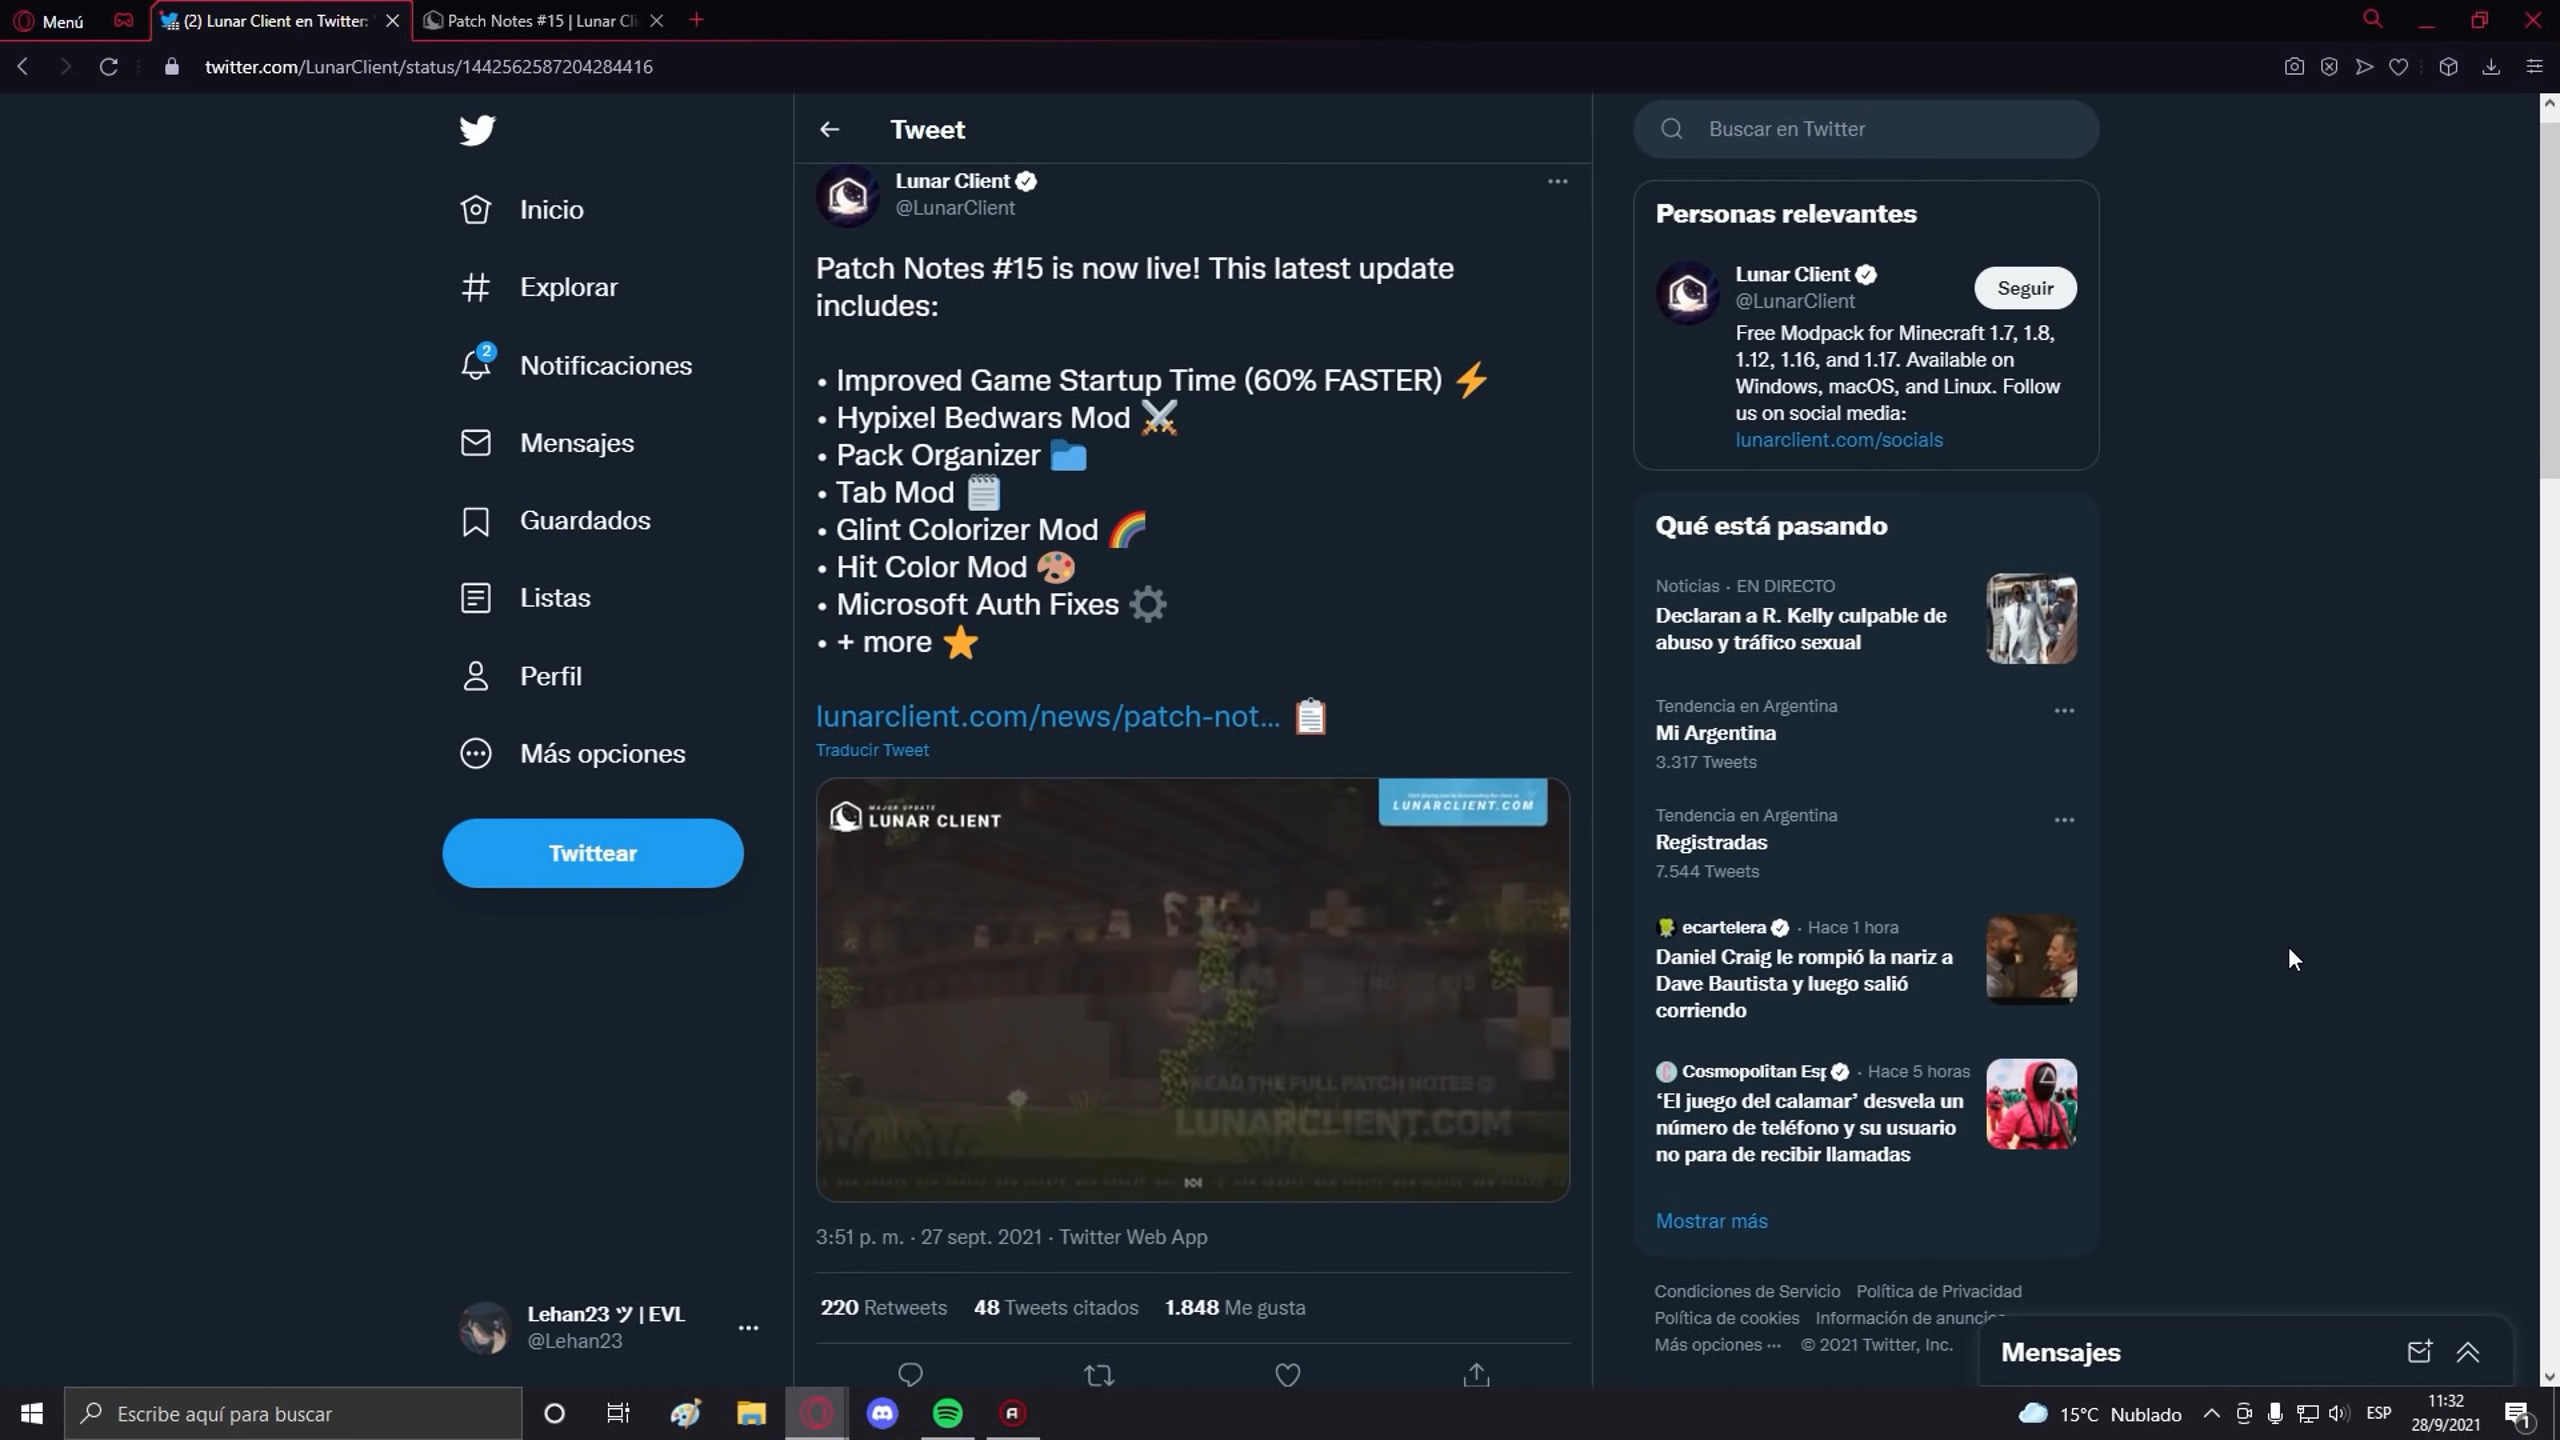 Menú
(2) Lunar Client en Twitter:
Patch Notes #15 | Lunar Cli
twitter.com/LunarClient/status/1442562587204284416
Inicio
Explorar
2
Notificaciones
Mensajes
Guardados
Listas
Perfil
Más opciones
Twittear
Lehan23 ツ | EVL
@Lehan23
Tweet
Lunar Client
@LunarClient
Patch Notes #15 is now live! This latest update
includes:
• Improved Game Startup Time (60% FASTER) ⚡
• Hypixel Bedwars Mod ⚔️
• Pack Organizer 📁
• Tab Mod 🗒️
• Glint Colorizer Mod 🌈
• Hit Color Mod 🎨
• Microsoft Auth Fixes ⚙️
• + more ⭐
lunarclient.com/news/patch-not... 📋
Traducir Tweet
MAJOR UPDATE
LUNAR CLIENT
LUNARCLIENT.COM
READ THE FULL PATCH NOTES @
LUNARCLIENT.COM
3:51 p. m. · 27 sept. 2021 · Twitter Web App
220 Retweets 48 Tweets citados 1.848 Me gusta
Buscar en Twitter
Personas relevantes
Lunar Client
@LunarClient
Seguir
Free Modpack for Minecraft 1.7, 1.8,
1.12, 1.16, and 1.17. Available on
Windows, macOS, and Linux. Follow
us on social media:
lunarclient.com/socials
Qué está pasando
Noticias · EN DIRECTO
Declaran a R. Kelly culpable de
abuso y tráfico sexual
Tendencia en Argentina
Mi Argentina
3.317 Tweets
Tendencia en Argentina
Registradas
7.544 Tweets
ecartelera · Hace 1 hora
Daniel Craig le rompió la nariz a
Dave Bautista y luego salió
corriendo
Cosmopolitan Esp · Hace 5 horas
‘El juego del calamar’ desvela un
número de teléfono y su usuario
no para de recibir llamadas
Mostrar más
Condiciones de Servicio Política de Privacidad
Política de cookies Información de anuncios
Más opciones ··· © 2021 Twitter, Inc.
Mensajes
Escribe aquí para buscar
15°C Nublado
ESP
11:32
28/9/2021
1